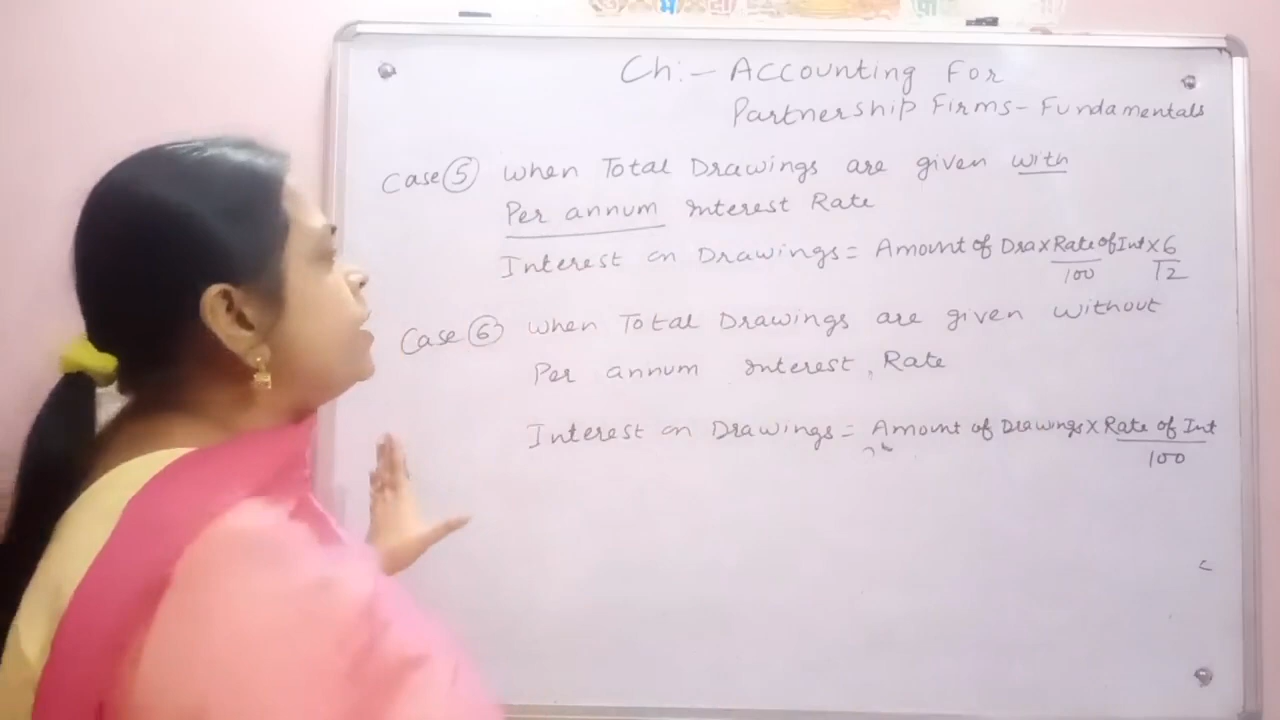 Ch:- Accounting For
Partnership Firms - Fundamentals
Case 5 When Total Drawings are given with
Per annum Interest Rate
Interest on Drawings = Amount of Dra x Rate of Int x 6
100 12
Case 6 When Total Drawings are given without
Per annum Interest Rate
Interest on Drawings = Amount of Drawings x Rate of Int
100